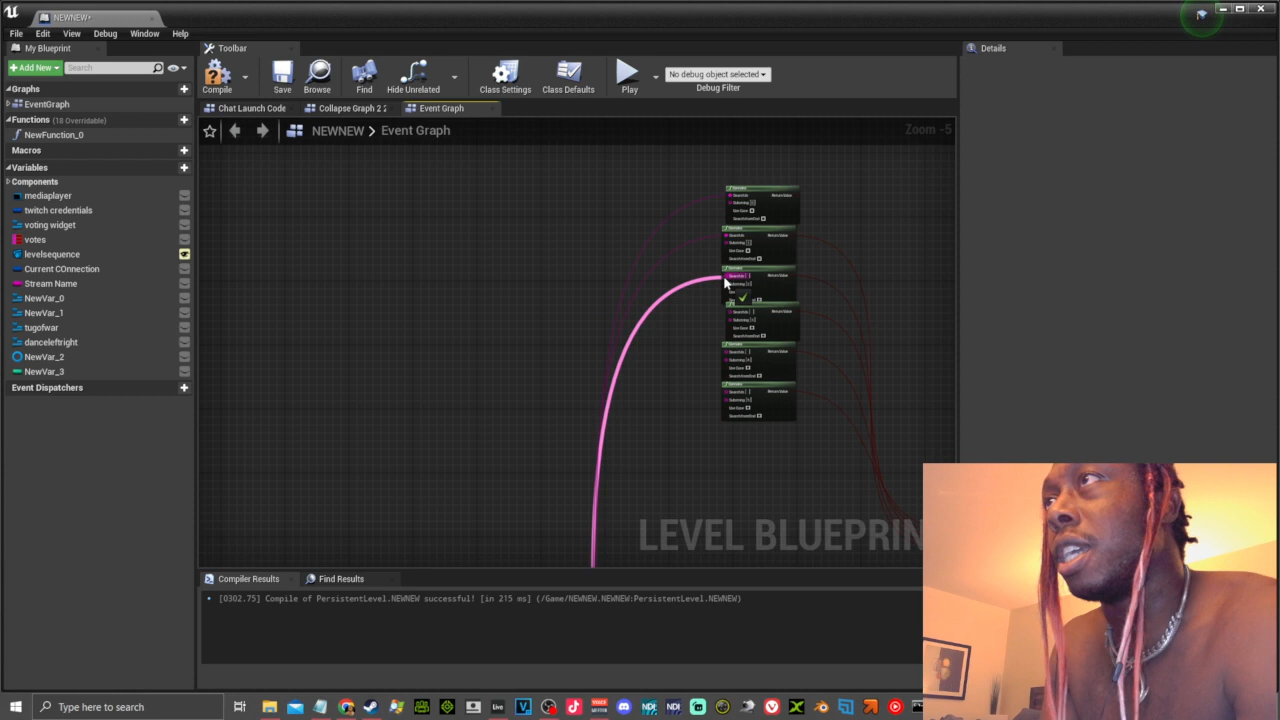 NEWNEW*
File Edit View Debug Window Help
My Blueprint
Toolbar
Details
Add New
Search
Compile
Save
Browse
Find
Hide Unrelated
Class Settings
Class Defaults
Play
No debug object selected
Debug Filter
Graphs
EventGraph
Functions (18 Overridable)
NewFunction_0
Macros
Variables
Components
mediaplayer
twitch credentials
voting widget
votes
levelsequence
Current COnnection
Stream Name
NewVar_0
NewVar_1
tugofwar
danceleftright
NewVar_2
NewVar_3
Event Dispatchers
Chat Launch Code
Collapse Graph 2 2
Event Graph
NEWNEW > Event Graph
Zoom -5
LEVEL BLUEPRIN
Compiler Results
Find Results
[0302.75] Compile of PersistentLevel.NEWNEW successful! [in 215 ms] (/Game/NEWNEW.NEWNEW:PersistentLevel.NEWNEW)
Type here to search